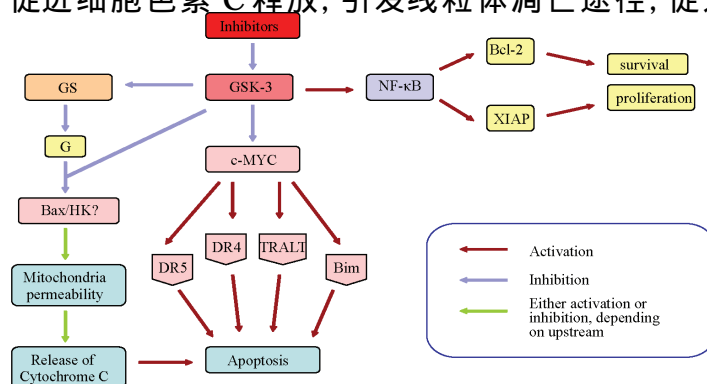 促进细胞色素 C 释放, 引发线粒体凋亡途径, 促
Inhibitors
GS
GSK-3
NF-κB
Bcl-2
survival
proliferation
XIAP
G
c-MYC
Bax/HK?
DR5
DR4
TRALT
Bim
Mitochondria
permeability
Release of
Cytochrome C
Apoptosis
Activation
Inhibition
Either activation or
inhibition, depending
on upstream